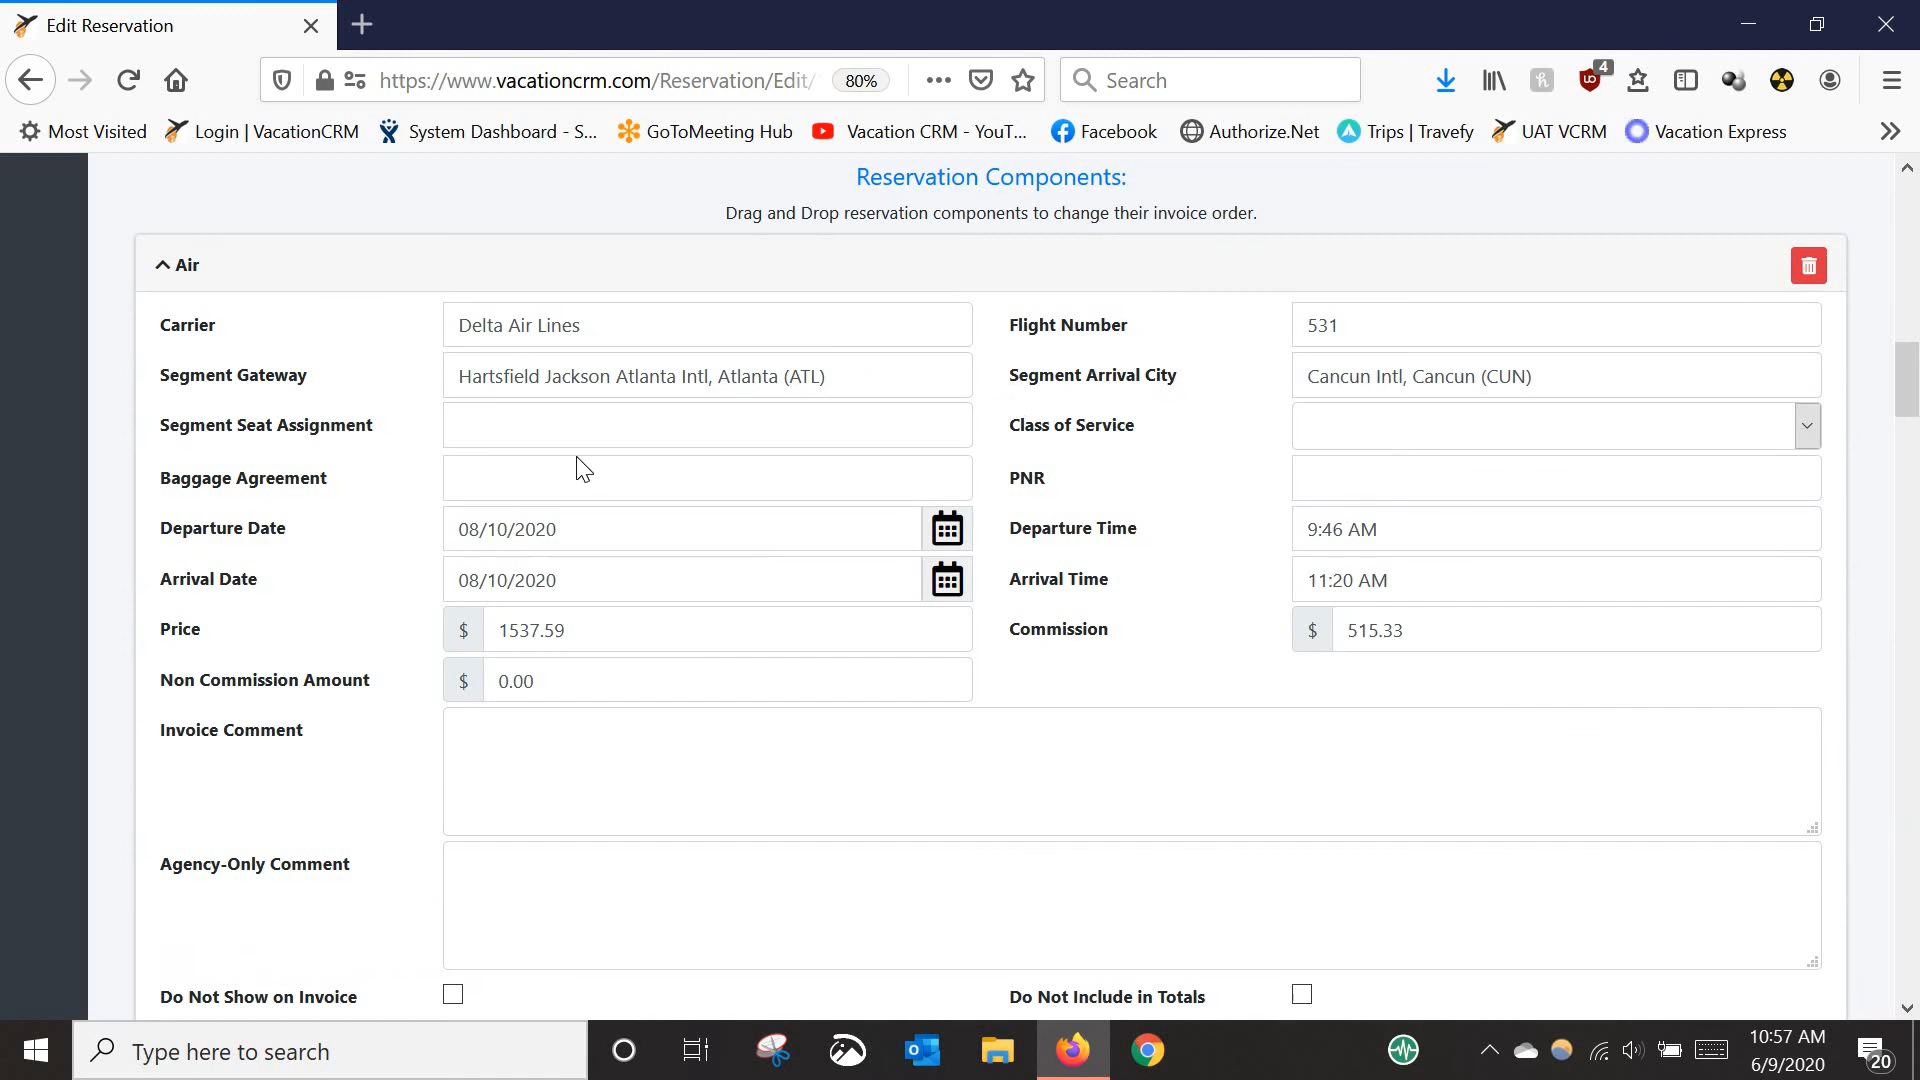 Edit Reservation
https://www.vacationcrm.com/Reservation/Edit/
80%
Search
4
Most Visited
Login | VacationCRM
System Dashboard - S...
GoToMeeting Hub
Vacation CRM - YouT...
Facebook
Authorize.Net
Trips | Travefy
UAT VCRM
Vacation Express
Reservation Components:
Drag and Drop reservation components to change their invoice order.
Air
Carrier
Delta Air Lines
Flight Number
531
Segment Gateway
Hartsfield Jackson Atlanta Intl, Atlanta (ATL)
Segment Arrival City
Cancun Intl, Cancun (CUN)
Segment Seat Assignment
Class of Service
Baggage Agreement
PNR
Departure Date
08/10/2020
Departure Time
9:46 AM
Arrival Date
08/10/2020
Arrival Time
11:20 AM
Price
$ 1537.59
Commission
$ 515.33
Non Commission Amount
$ 0.00
Invoice Comment
Agency-Only Comment
Do Not Show on Invoice
Do Not Include in Totals
Type here to search
10:57 AM
6/9/2020
20